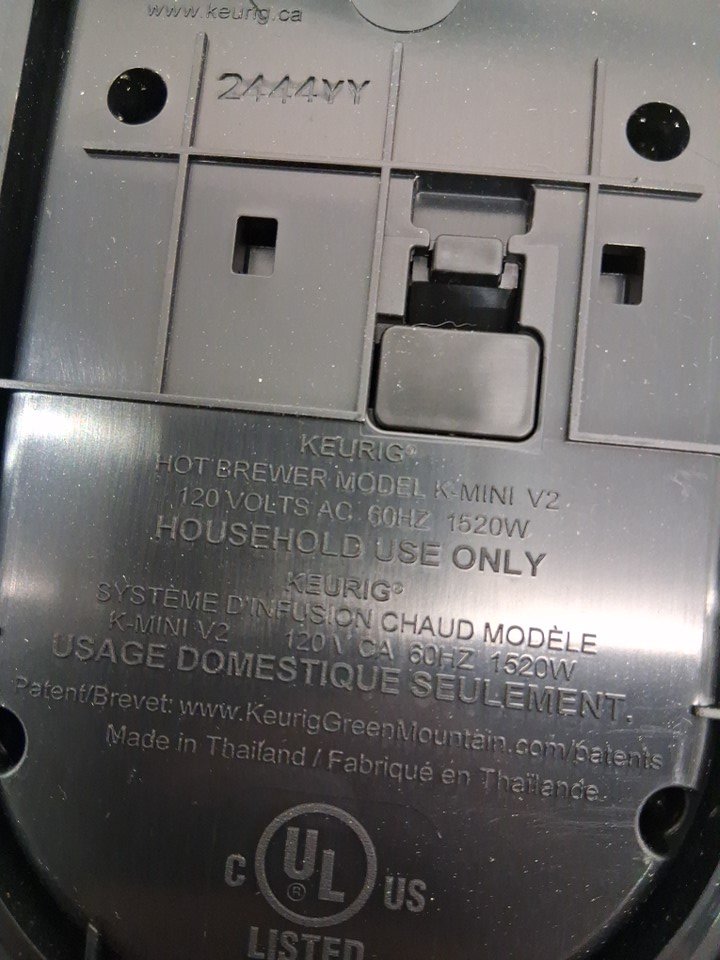 www.keurig.ca
2444YY
KEURIG®
HOT BREWER MODEL K-MINI V2
120 VOLTS AC 60HZ 1520W
HOUSEHOLD USE ONLY
KEURIG®
SYSTÈME D'INFUSION CHAUD MODÈLE
K-MINI V2 120 V CA 60HZ 1520W
USAGE DOMESTIQUE SEULEMENT.
Patent/Brevet: www.KeurigGreenMountain.com/patents
Made in Thailand / Fabriqué en Thaïlande
C UL ® US
LISTED